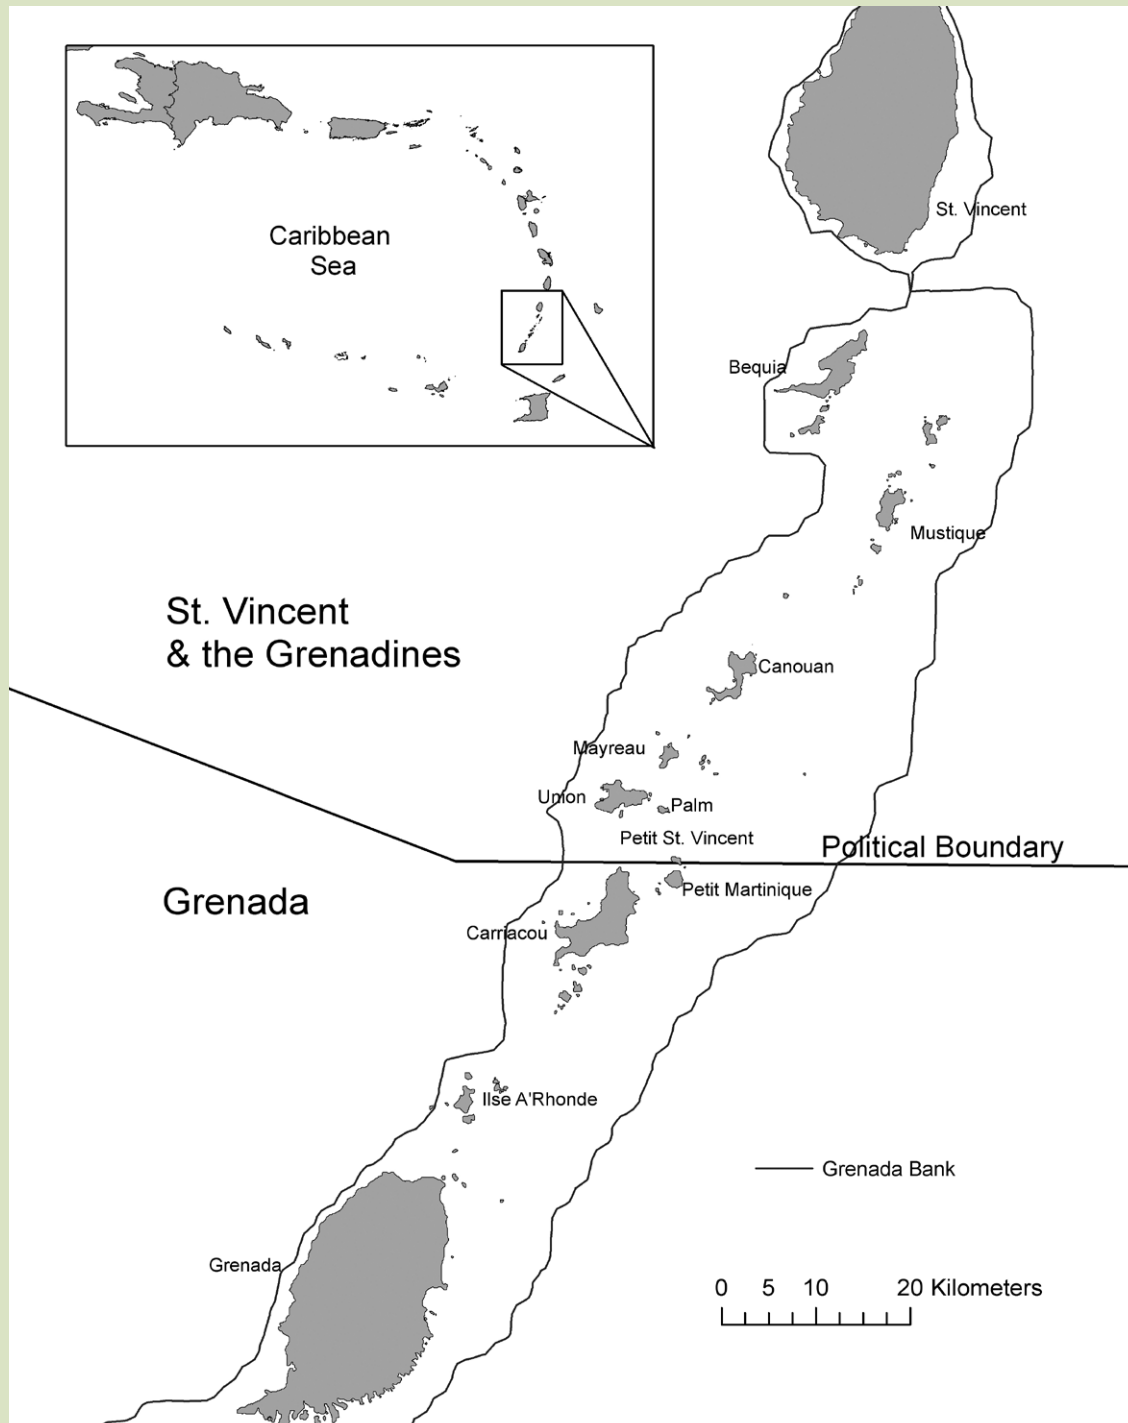 Caribbean
Sea
St. Vincent
Bequia
Mustique
St. Vincent
& the Grenadines
Canouan
Mayreau
Union
Palm
Petit St. Vincent
Political Boundary
Grenada
Petit Martinique
Carriacou
Ilse A'Rhonde
Grenada Bank
Grenada
0 5 10 20 Kilometers